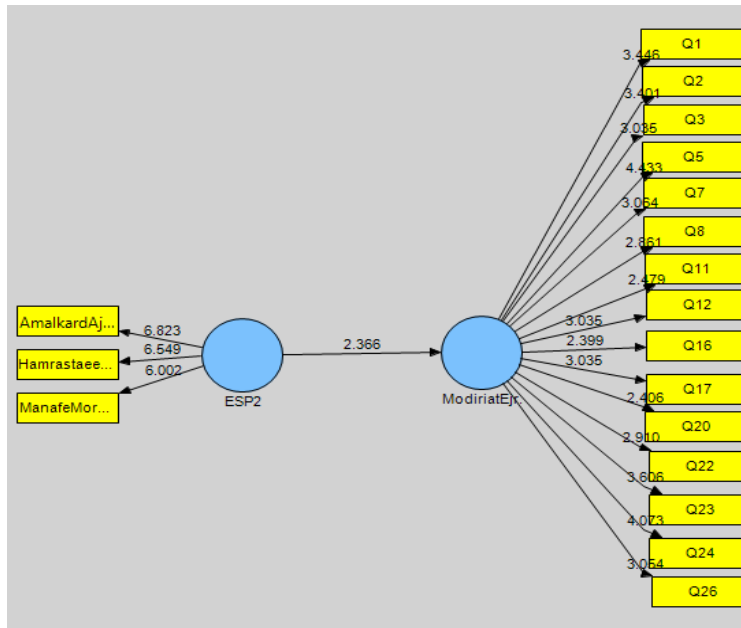 Q1
3.446
Q2
3.401
Q3
3.035
Q5
4.433
Q7
3.064
Q8
2.861
Q11
2.479
Q12
3.035
Q16
2.399
Q17
3.035
Q20
2.406
Q22
2.910
Q23
3.606
Q24
4.073
Q26
3.054
AmalkardAj...
6.823
Hamrastaee...
6.549
ManafeMor...
6.002
ESP2
2.366
ModiriatEjr.